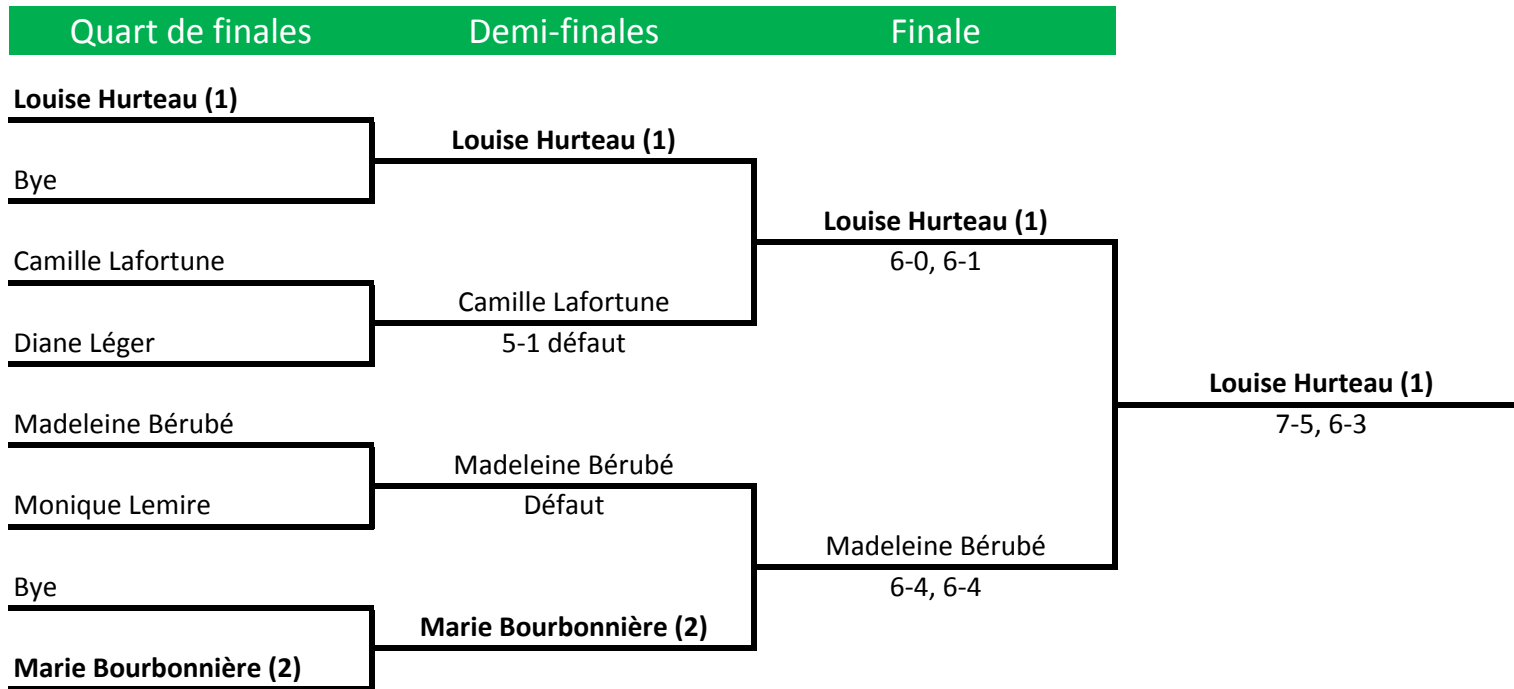 Quart de finales Demi-finales Finale
Louise Hurteau (1)
Louise Hurteau (1)
Bye
Louise Hurteau (1)
Camille Lafortune
6-0, 6-1
Camille Lafortune
Diane Léger
5-1 défaut
Louise Hurteau (1)
Madeleine Bérubé
7-5, 6-3
Madeleine Bérubé
Monique Lemire
Défaut
Madeleine Bérubé
Bye
6-4, 6-4
Marie Bourbonnière (2)
Marie Bourbonnière (2)